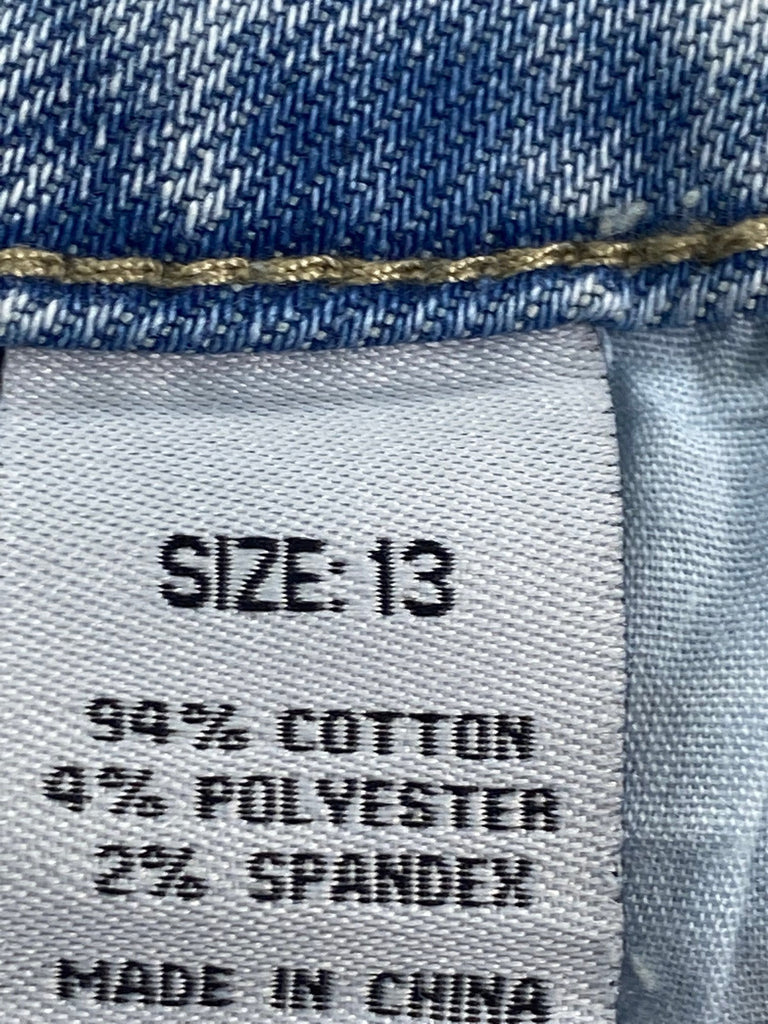 SIZE: 13
94% COTTON
4% POLYESTER
2% SPANDEX
MADE IN CHINA